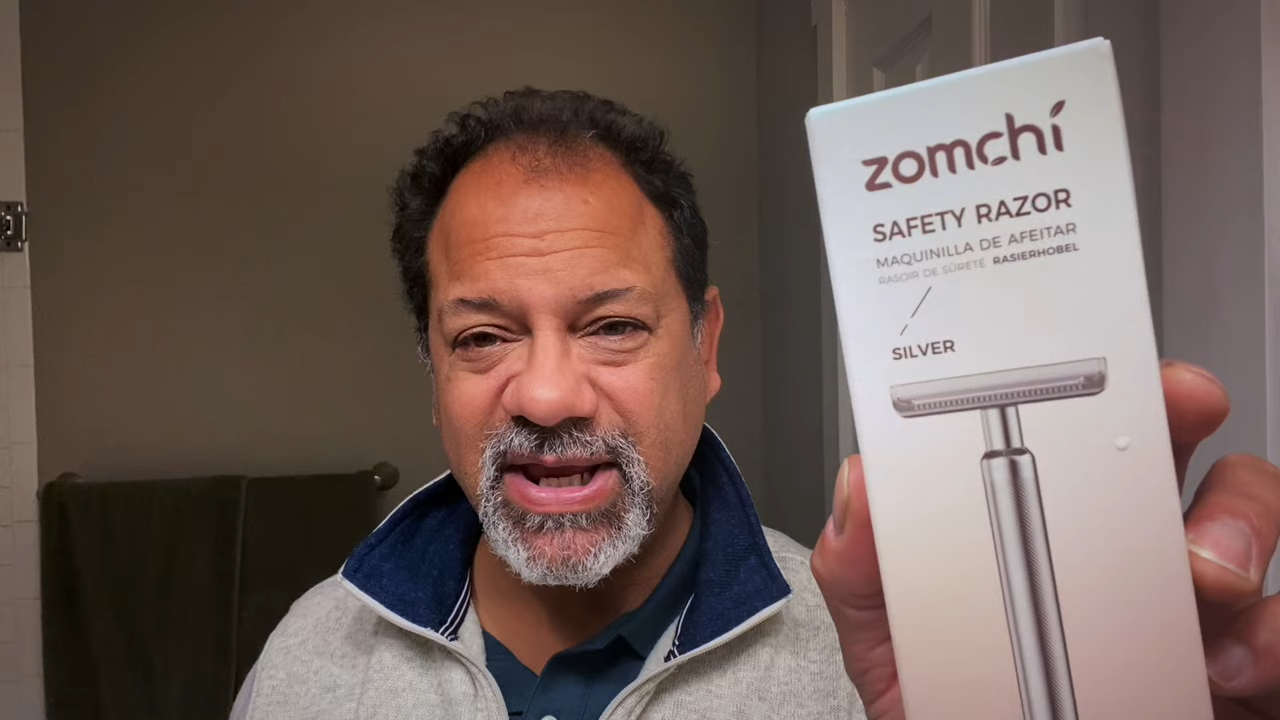 zomchi
SAFETY RAZOR
MAQUINILLA DE AFEITAR
RASOIR DE SÛRETÉ RASIERHOBEL
SILVER